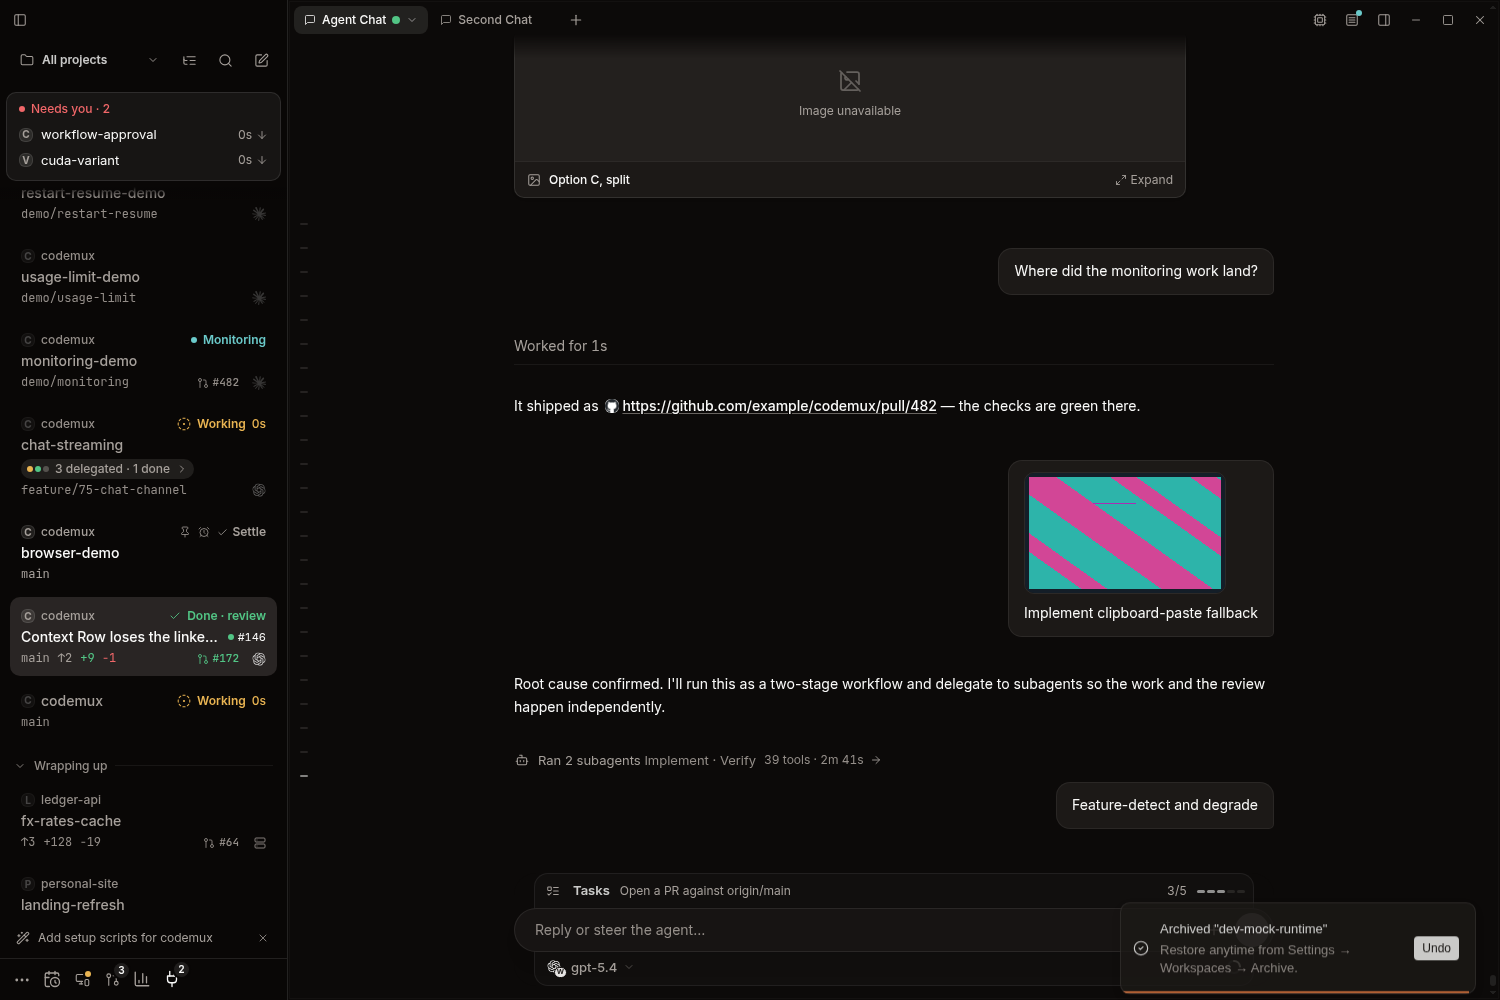 All projects
Needs you · 2
C workflow-approval 0s
V cuda-variant 0s
restart-resume-demo
demo/restart-resume
C codemux
usage-limit-demo
demo/usage-limit
C codemux Monitoring
monitoring-demo
demo/monitoring #482
C codemux Working 0s
chat-streaming
3 delegated · 1 done
feature/75-chat-channel
C codemux Settle
browser-demo
main
C codemux Done · review
Context Row loses the linke... #146
main ↑2 +9 -1 #172
C codemux Working 0s
main
Wrapping up
L ledger-api
fx-rates-cache
↑3 +128 -19 #64
P personal-site
landing-refresh
Add setup scripts for codemux
3
2
Agent Chat
Second Chat
Image unavailable
Option C, split Expand
Where did the monitoring work land?
Worked for 1s
It shipped as https://github.com/example/codemux/pull/482 — the checks are green there.
Implement clipboard-paste fallback
Root cause confirmed. I'll run this as a two-stage workflow and delegate to subagents so the work and the review
happen independently.
Ran 2 subagents Implement · Verify 39 tools · 2m 41s →
Feature-detect and degrade
Tasks Open a PR against origin/main 3/5
Reply or steer the agent...
gpt-5.4
Archived "dev-mock-runtime"
Restore anytime from Settings →
Workspaces → Archive.
Undo